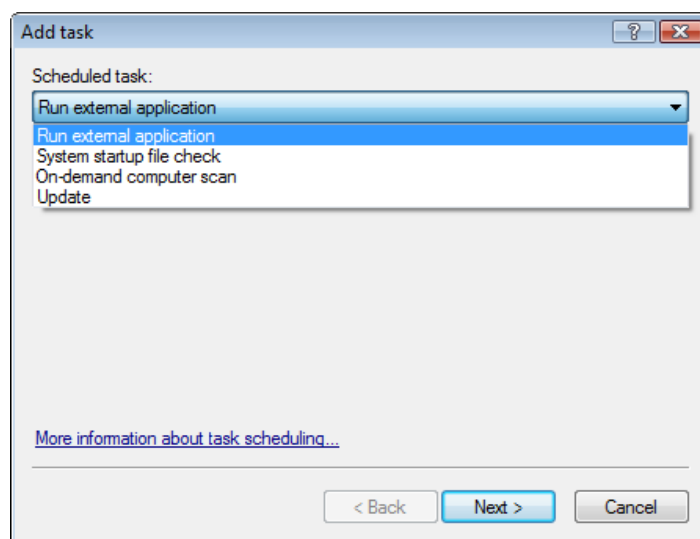 Add task
Scheduled task:
Run external application
Run external application
System startup file check
On-demand computer scan
Update
More information about task scheduling...
< Back Next > Cancel